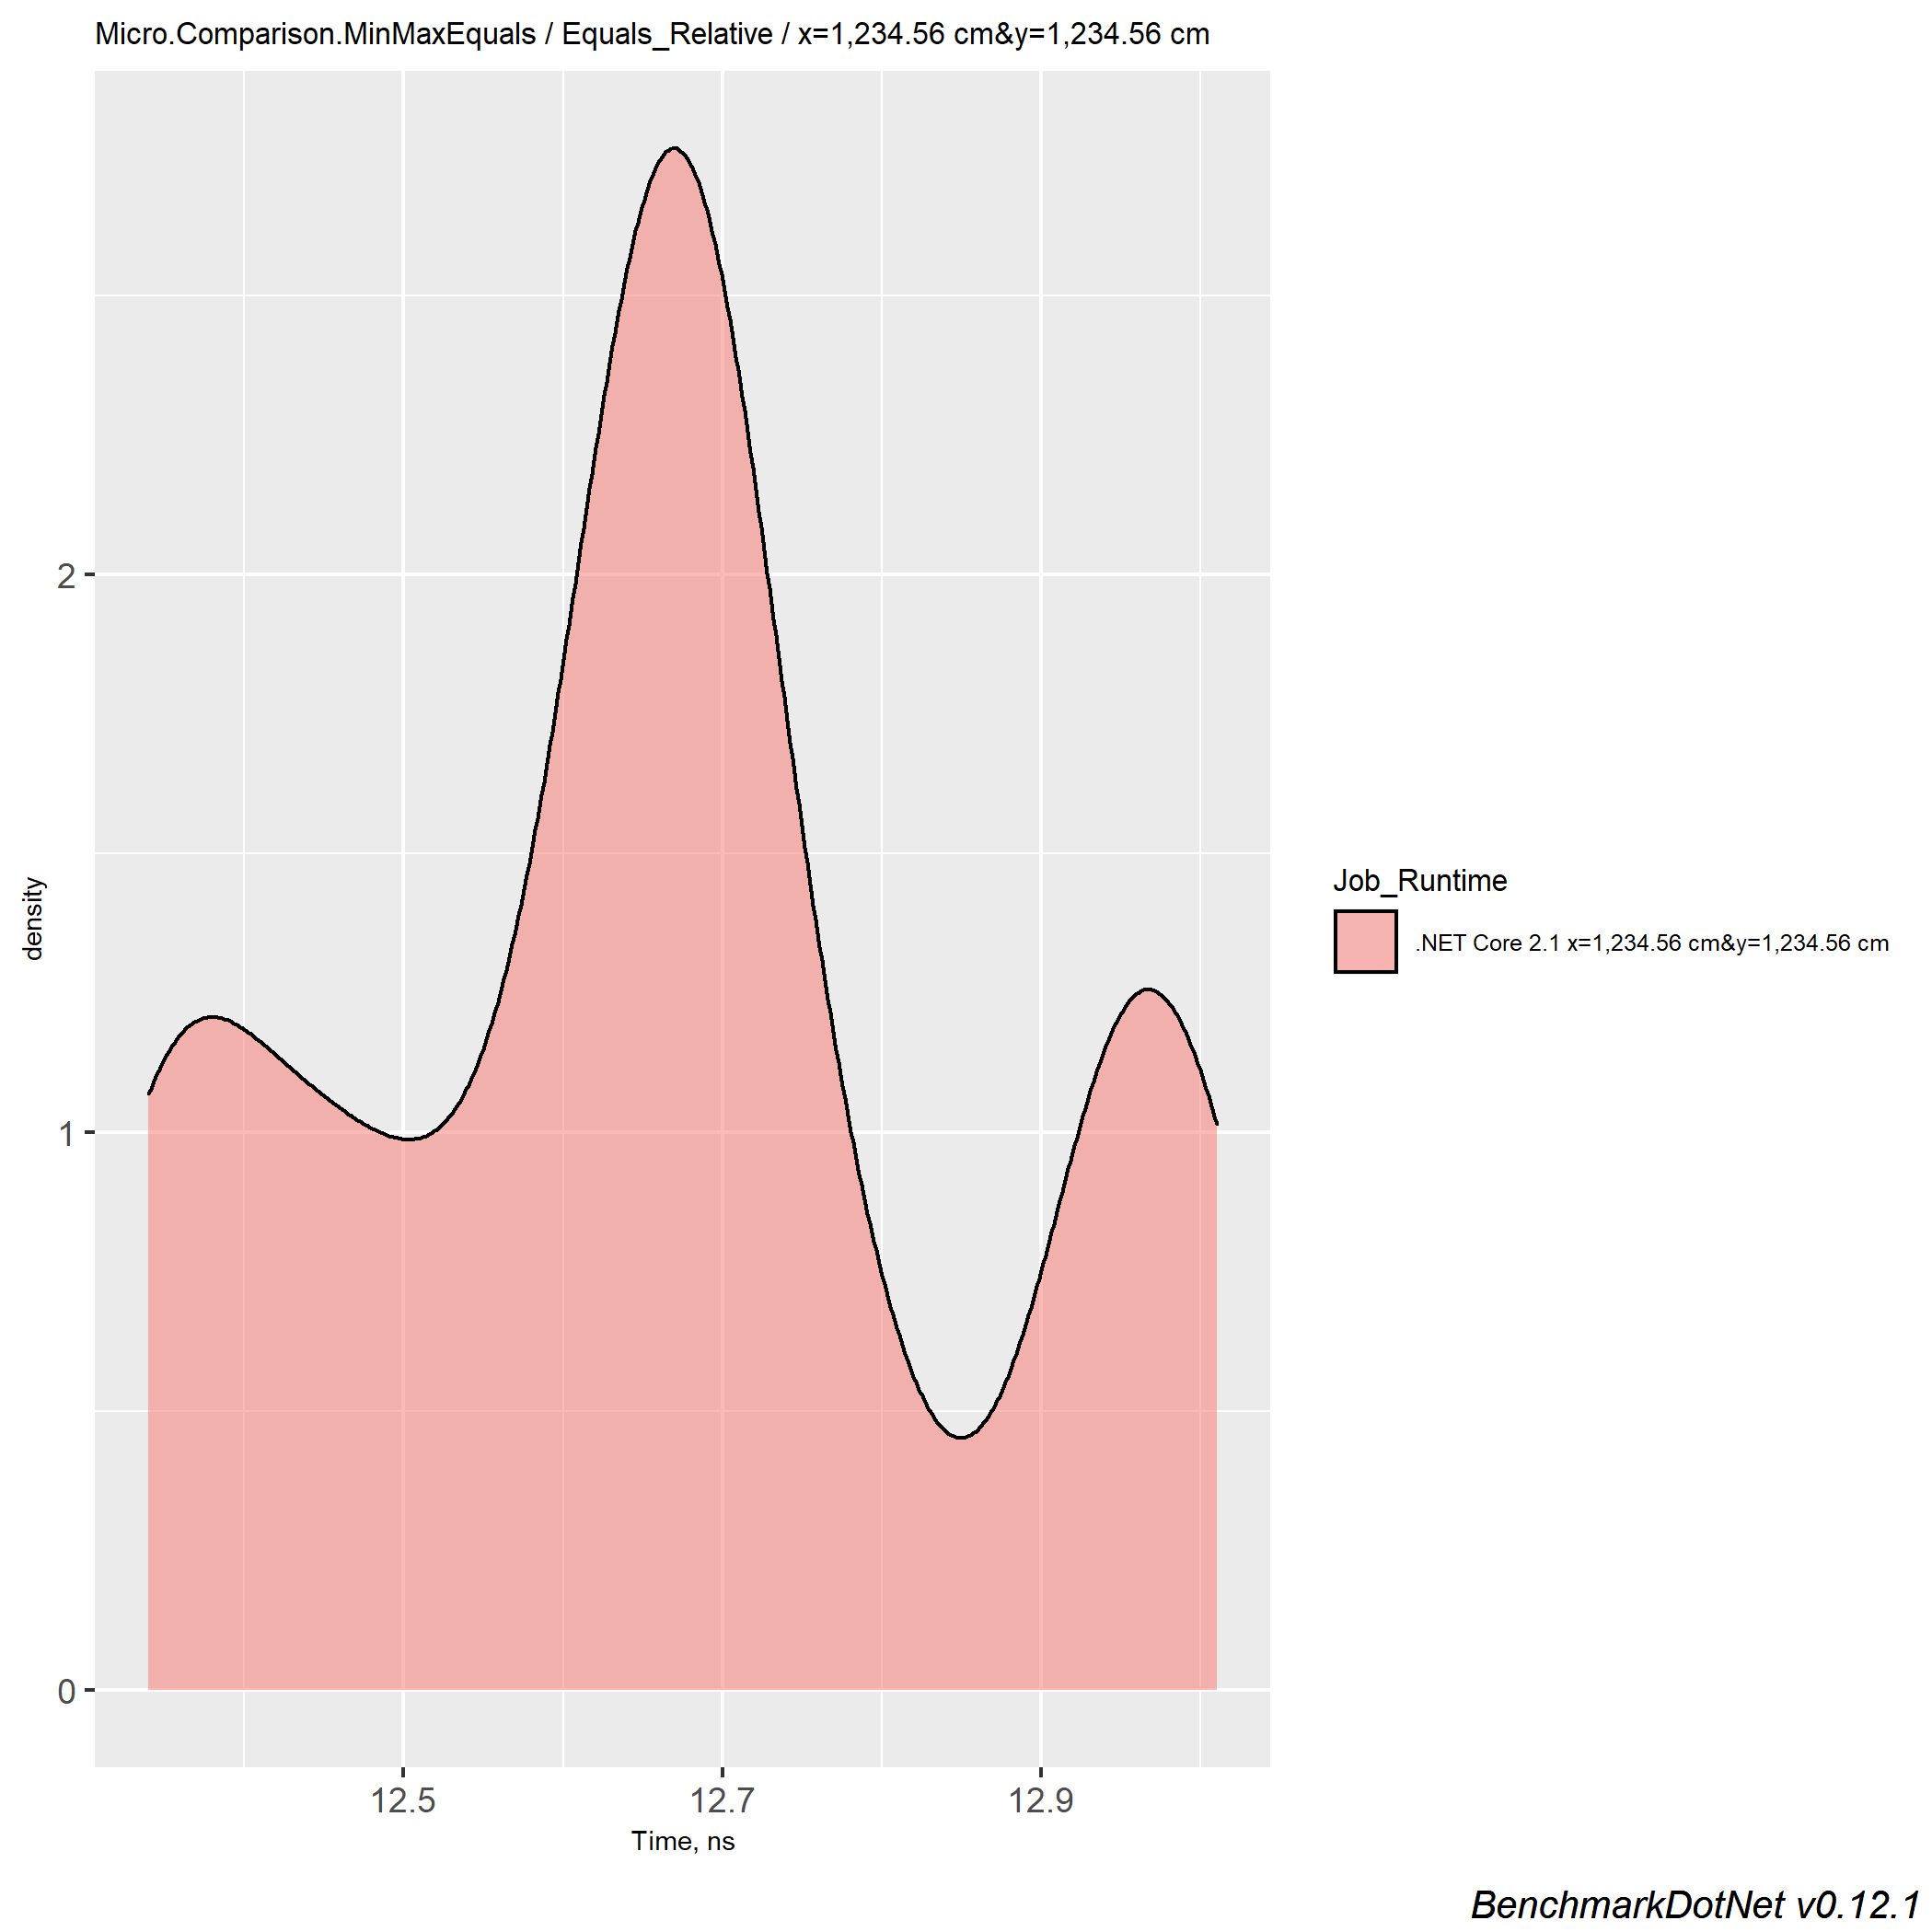 Micro.Comparison.MinMaxEquals / Equals_Relative / x=1,234.56 cm&y=1,234.56 cm
2
1
0
density
12.5 12.7 12.9
Time, ns
Job_Runtime
.NET Core 2.1 x=1,234.56 cm&y=1,234.56 cm
BenchmarkDotNet v0.12.1